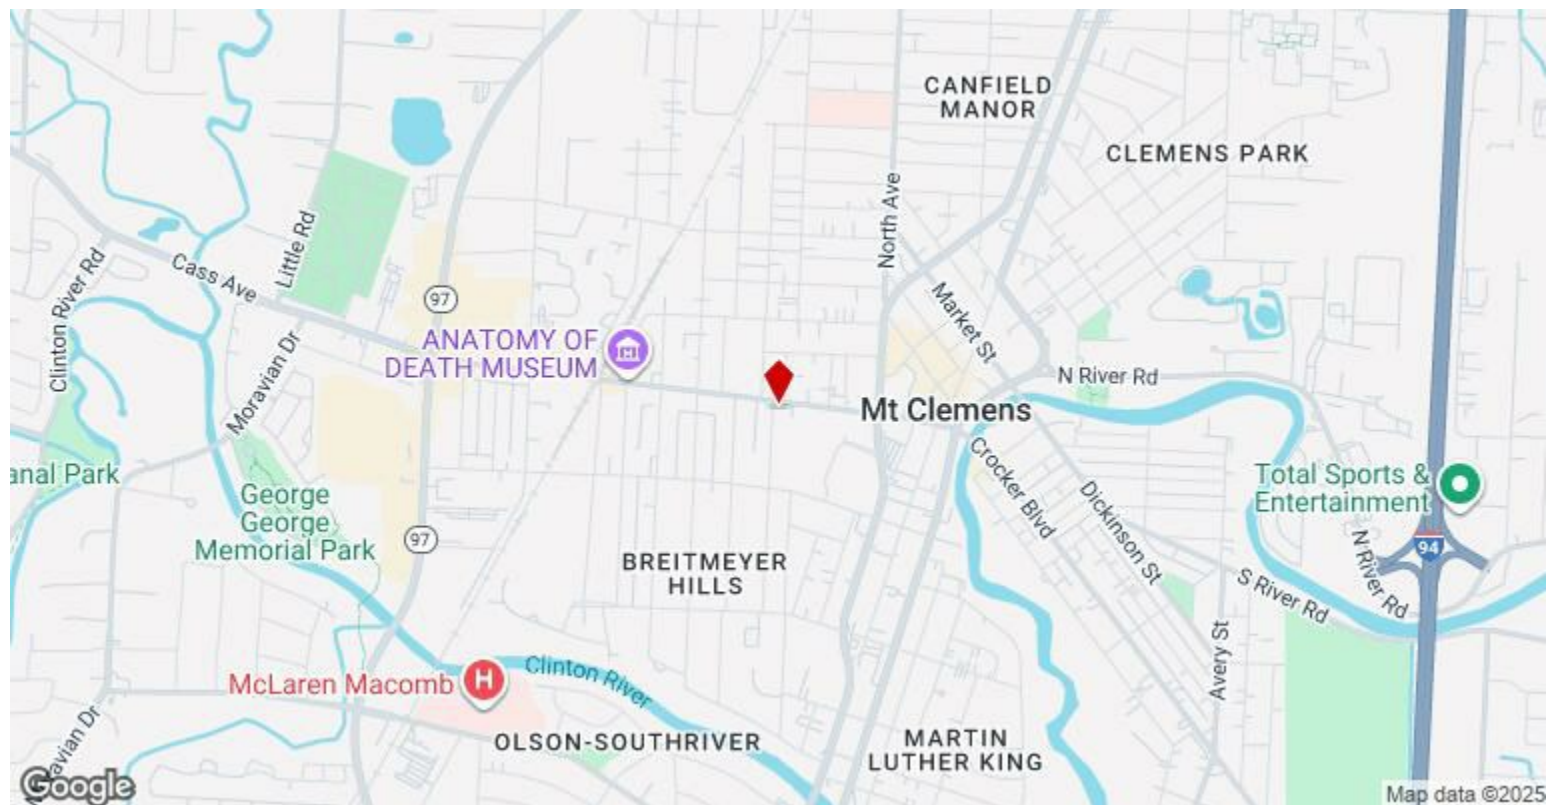 CANFIELD
MANOR
CLEMENS PARK
North Ave
Little Rd
Cass Ave
Clinton River Rd
97
Market St
ANATOMY OF
DEATH MUSEUM
Moravian Dr
N River Rd
Mt Clemens
anal Park
George
George
Memorial Park
Crocker Blvd
Dickinson St
Total Sports &
Entertainment
97
94
N River Rd
BREITMEYER
HILLS
S River Rd
Avery St
McLaren Macomb
H
Clinton River
OLSON-SOUTHRIVER
MARTIN
LUTHER KING
avian Dr
Google
Map data ©2025